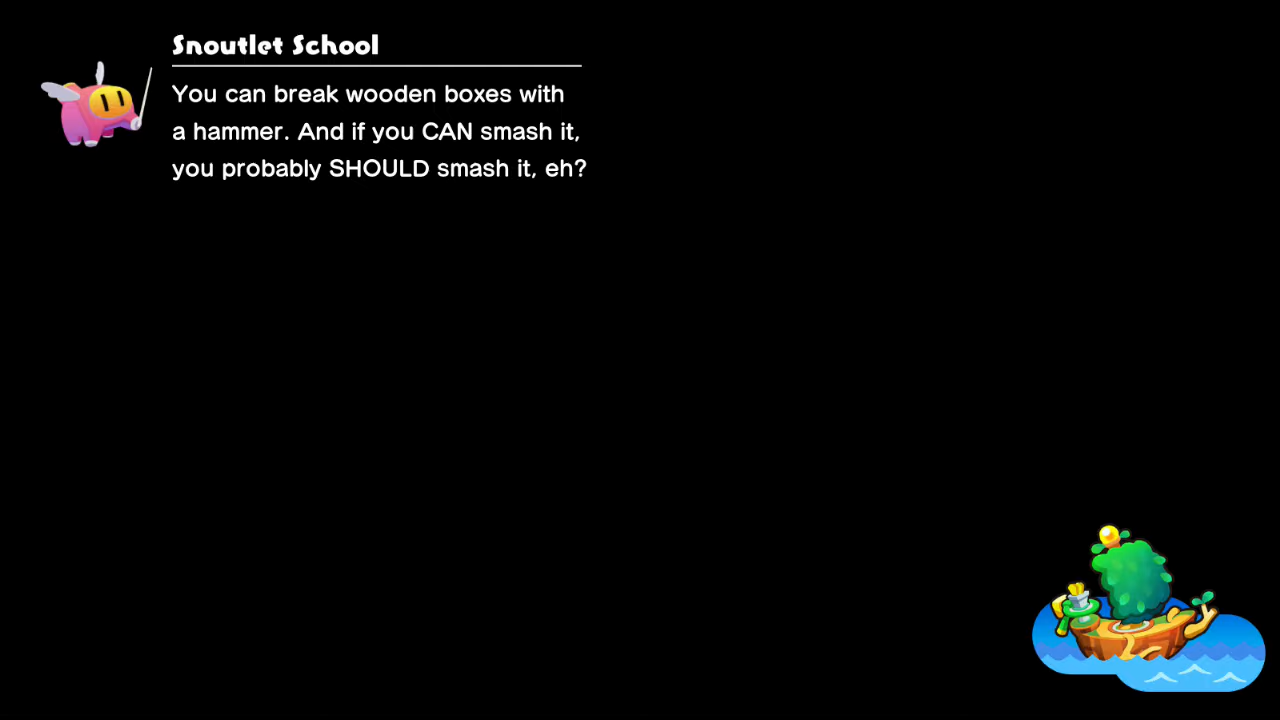 Snoutlet School
You can break wooden boxes with
a hammer. And if you CAN smash it,
you probably SHOULD smash it, eh?